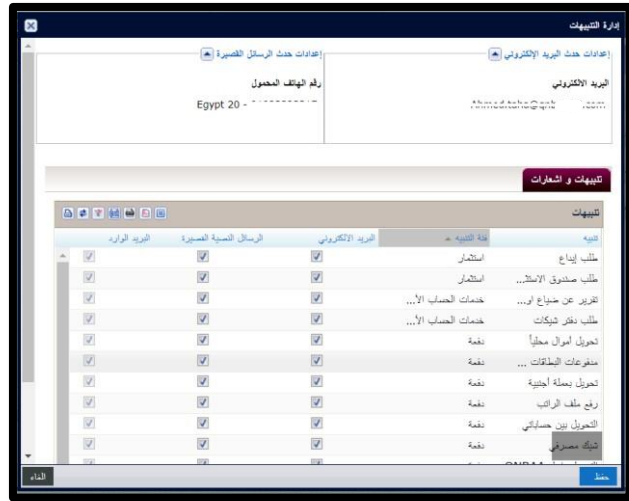 إدارة التنبيهات
إعدادات حدث البريد الإلكتروني
إعدادات حدث الرسائل القصيرة
البريد الالكتروني
رقم الهاتف المحمول
Egypt 20 -
تنبيهات و اشعارات
تنبيهات
تنبيه فئة التنبيه البريد الالكتروني الرسائل النصية القصيرة البريد الوارد
طلب إيداع استثمار
طلب صندوق الاستثـ... استثمار
تقرير عن ضياع او... خدمات الحساب الأ...
طلب دفتر شيكات خدمات الحساب الأ...
تحويل أموال محلياً دفعة
مدفوعات البطاقات ... دفعة
تحويل بعملة أجنبية دفعة
رفع ملف الراتب دفعة
التحويل بين حساباتي دفعة
شيك مصرفي دفعة
حفظ
الغاء